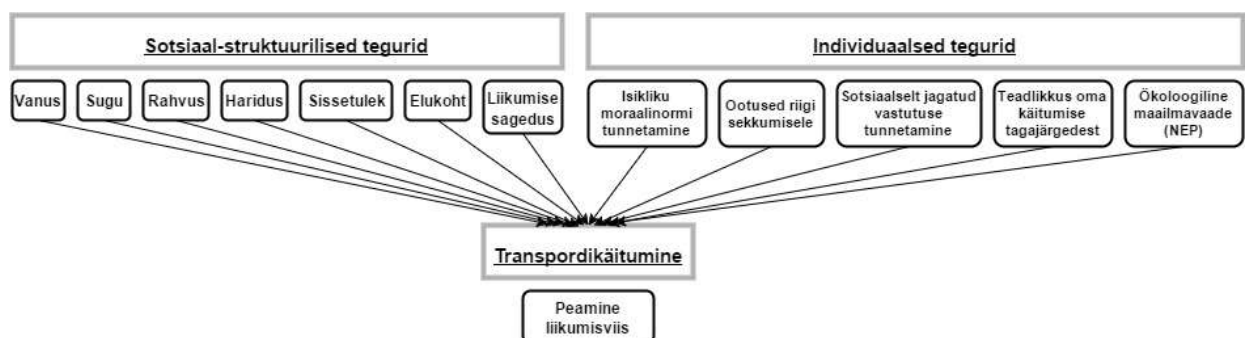 Sotsiaal-struktuurilised tegurid
Individuaalsed tegurid
Vanus
Sugu
Rahvus
Haridus
Sissetulek
Elukoht
Liikumise
sagedus
Isikliku
moraalinormi
tunnetamine
Ootused riigi
sekkumisele
Sotsiaalselt jagatud
vastutuse
tunnetamine
Teadlikkus oma
käitumise
tagajärgedest
Ökoloogiline
maailmavaade
(NEP)
Transpordikäitumine
Peamine
liikumisviis